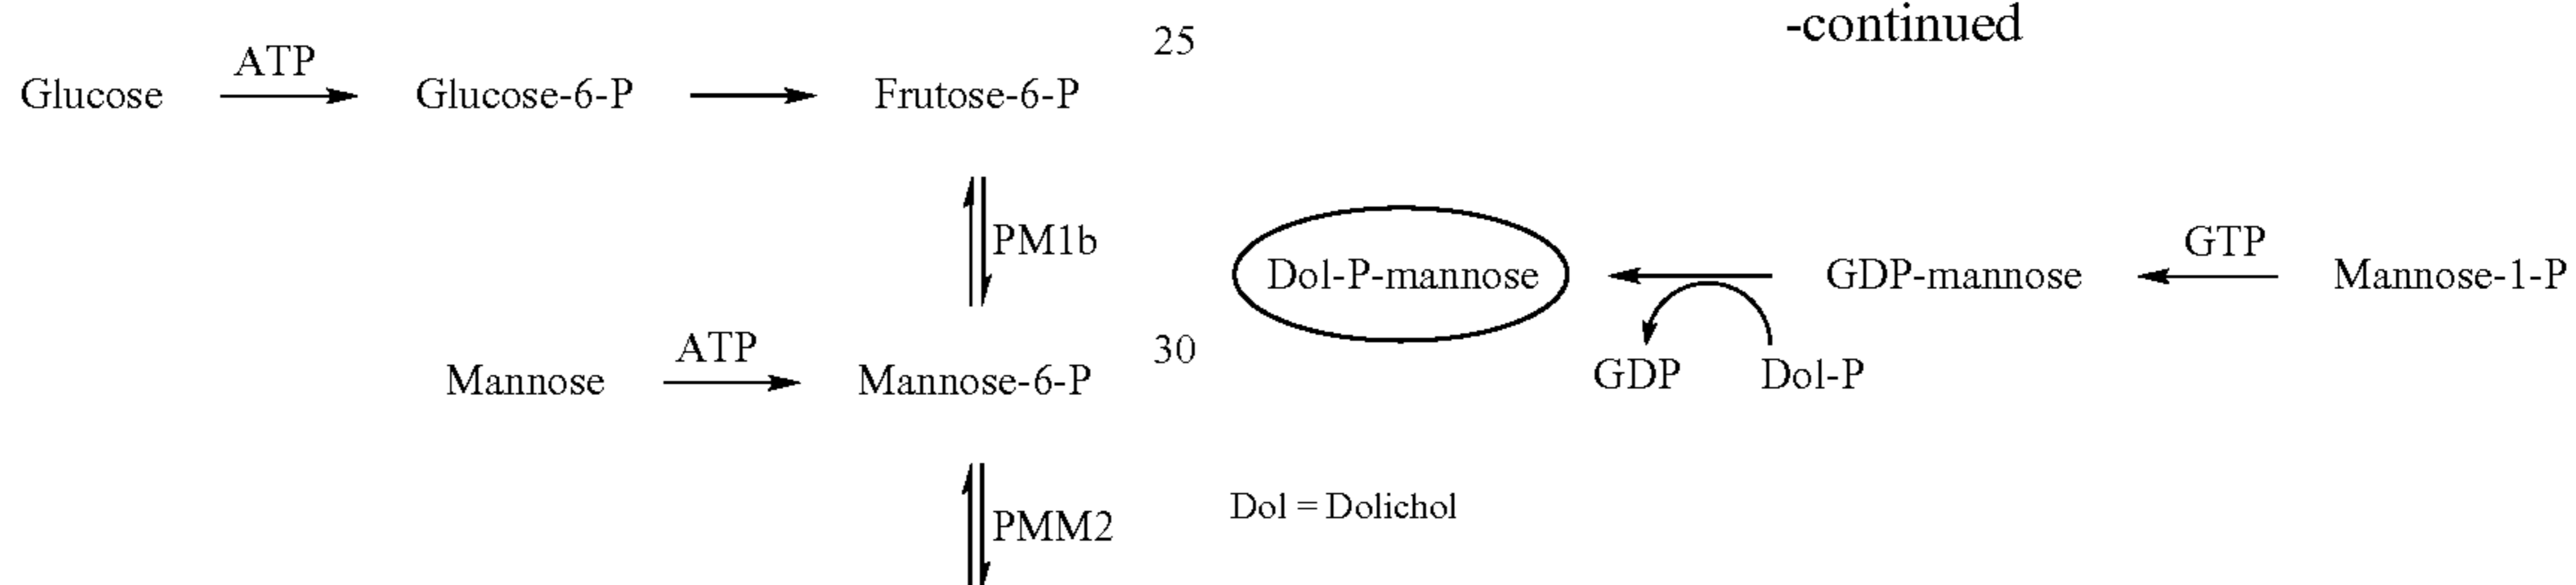 ATP
Glucose Glucose-6-P Frutose-6-P
PM1b
ATP
Mannose Mannose-6-P
PMM2
25
30
-continued
GTP
Dol-P-mannose GDP-mannose Mannose-1-P
GDP Dol-P
Dol = Dolichol